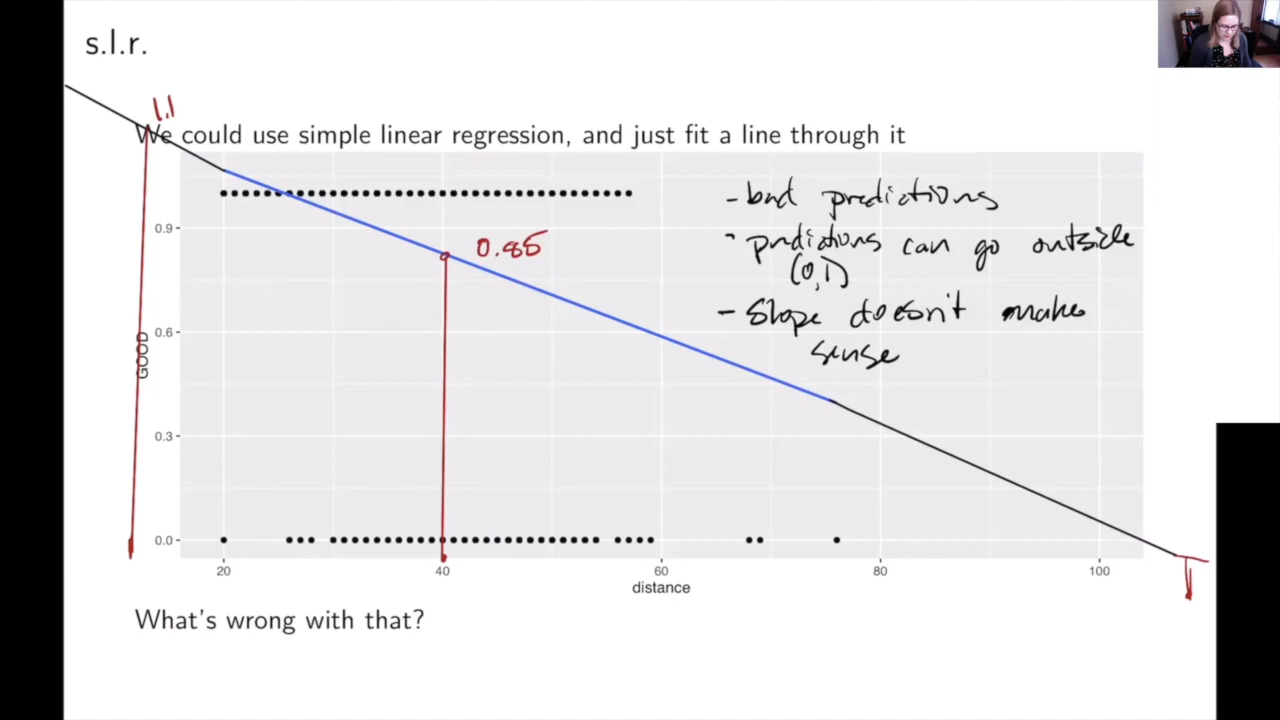 s.l.r.
1.1
We could use simple linear regression, and just fit a line through it
- bad predictions
- predictions can go outside
(0,1)
- Slope doesn't make
sense
0.85
GOOD
0.9
0.6
0.3
0.0
20 40 60 80 100
distance
What's wrong with that?